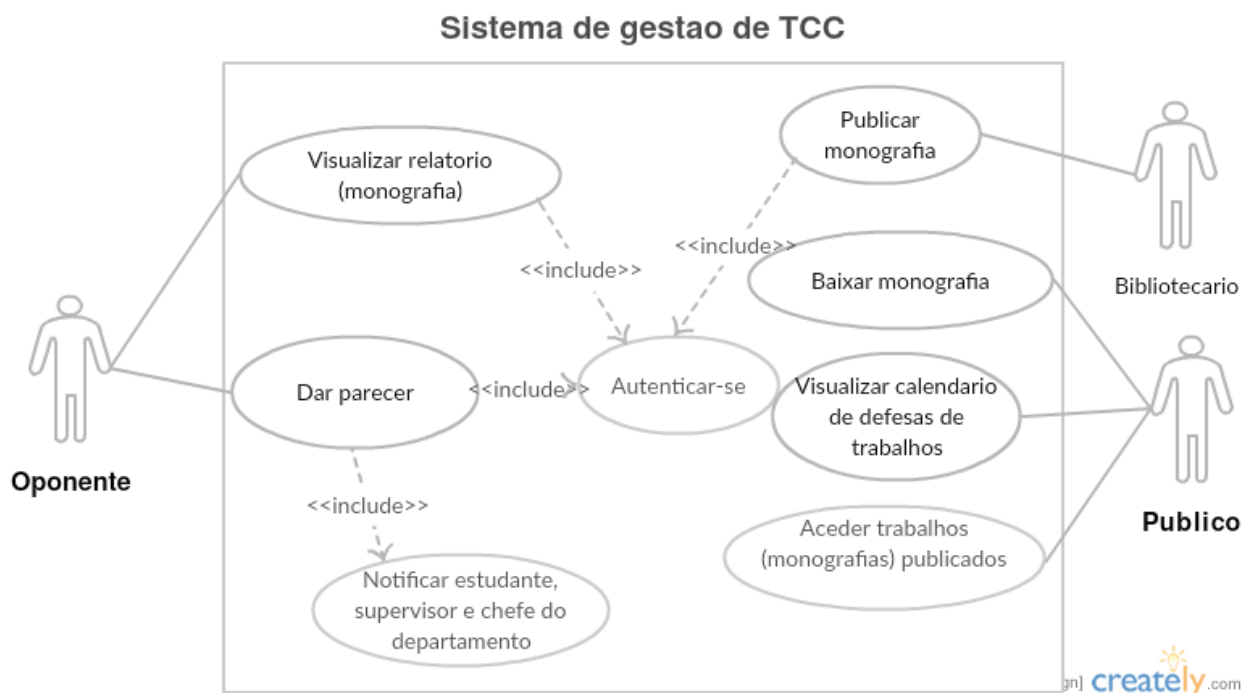 Sistema de gestao de TCC
Publicar
monografia
Visualizar relatorio
(monografia)
<<include>>
<<include>>
Baixar monografia
Bibliotecario
Dar parecer
<<include>>
Autenticar-se
Visualizar calendario
de defesas de
trabalhos
Oponente
<<include>>
Publico
Aceder trabalhos
(monografias) publicados
Notificar estudante,
supervisor e chefe do
departamento
gn] creately.com